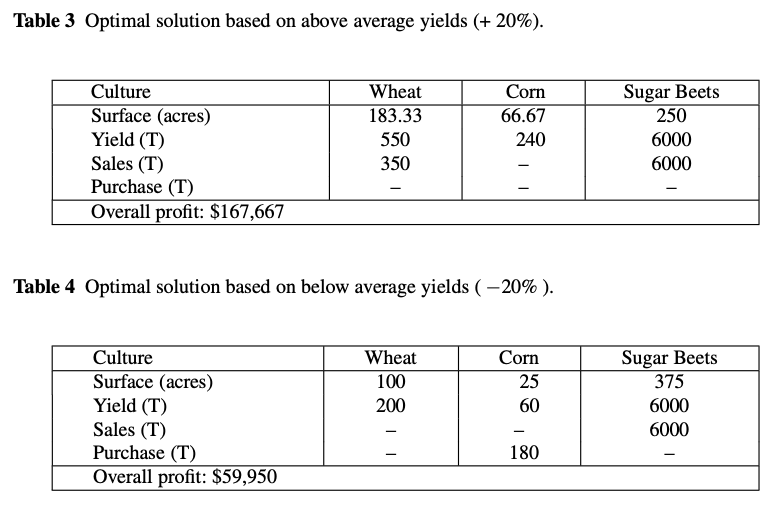 Table 3 Optimal solution based on above average yields (+ 20%).
Culture Wheat Corn Sugar Beets
Surface (acres) 183.33 66.67 250
Yield (T) 550 240 6000
Sales (T) 350 – 6000
Purchase (T) – – –
Overall profit: $167,667
Table 4 Optimal solution based on below average yields ( −20% ).
Culture Wheat Corn Sugar Beets
Surface (acres) 100 25 375
Yield (T) 200 60 6000
Sales (T) – – 6000
Purchase (T) – 180 –
Overall profit: $59,950